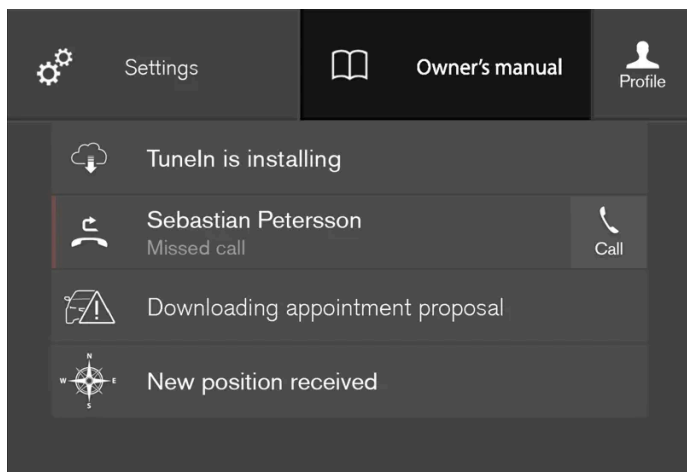 Settings
Owner's manual
Profile
TuneIn is installing
Sebastian Petersson
Missed call
Call
Downloading appointment proposal
N
W E
S
New position received